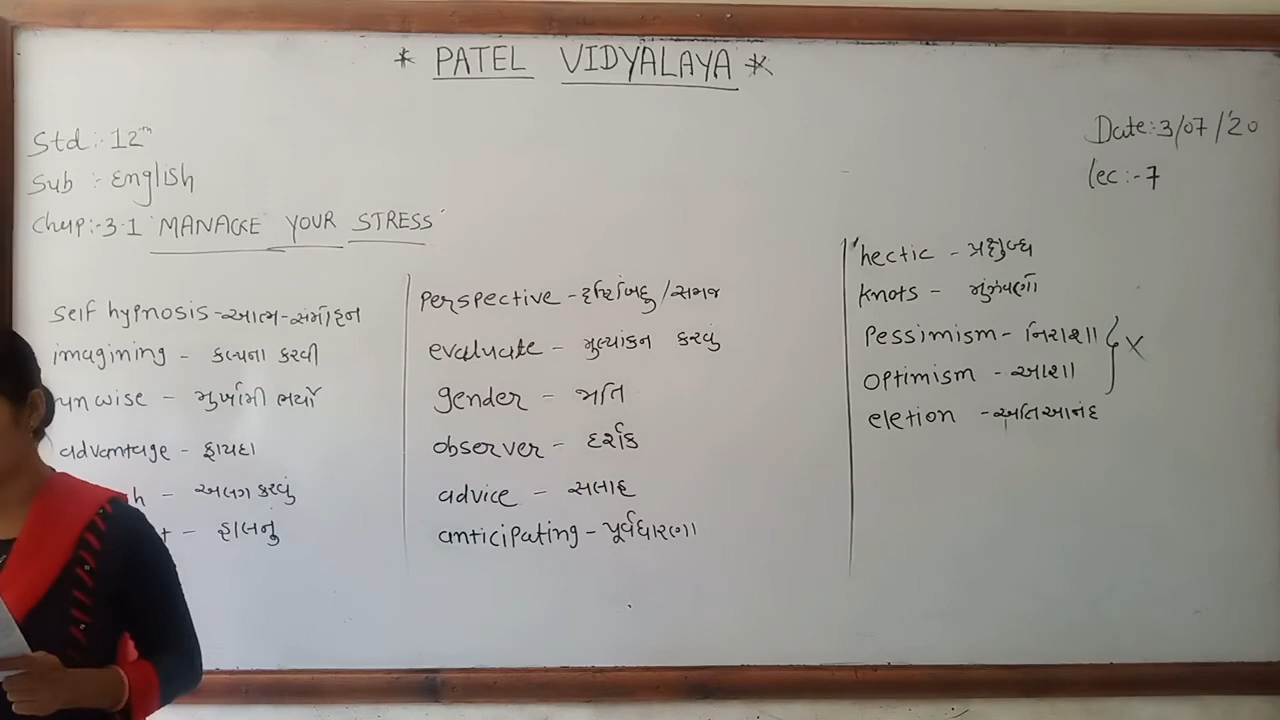 * PATEL VIDYALAYA *
Std:- 12th
Sub :- English
Chap:-3.1 'MANAGE YOUR STRESS'
Date:-3/07/'20
lec:-7
self hypnosis-આત્મ-સંમોહન
imagining - કલ્પના કરવી
unwise - મુર્ખામી ભર્યો
advantage - ફાયદા
h - અલગ કરવું
t - હાલનું
perspective - દ્રષ્ટિબિંદુ/સમજ
evaluate - મુલ્યાંકન કરવું
gender - જાતિ
observer - દર્શક
advice - સલાહ
anticipating - પૂર્વધારણા
hectic - પ્રક્ષુબ્ધ
knots - મુંઝવણો
pessimism - નિરાશા } X
optimism - આશા
eletion - અતિઆનંદ